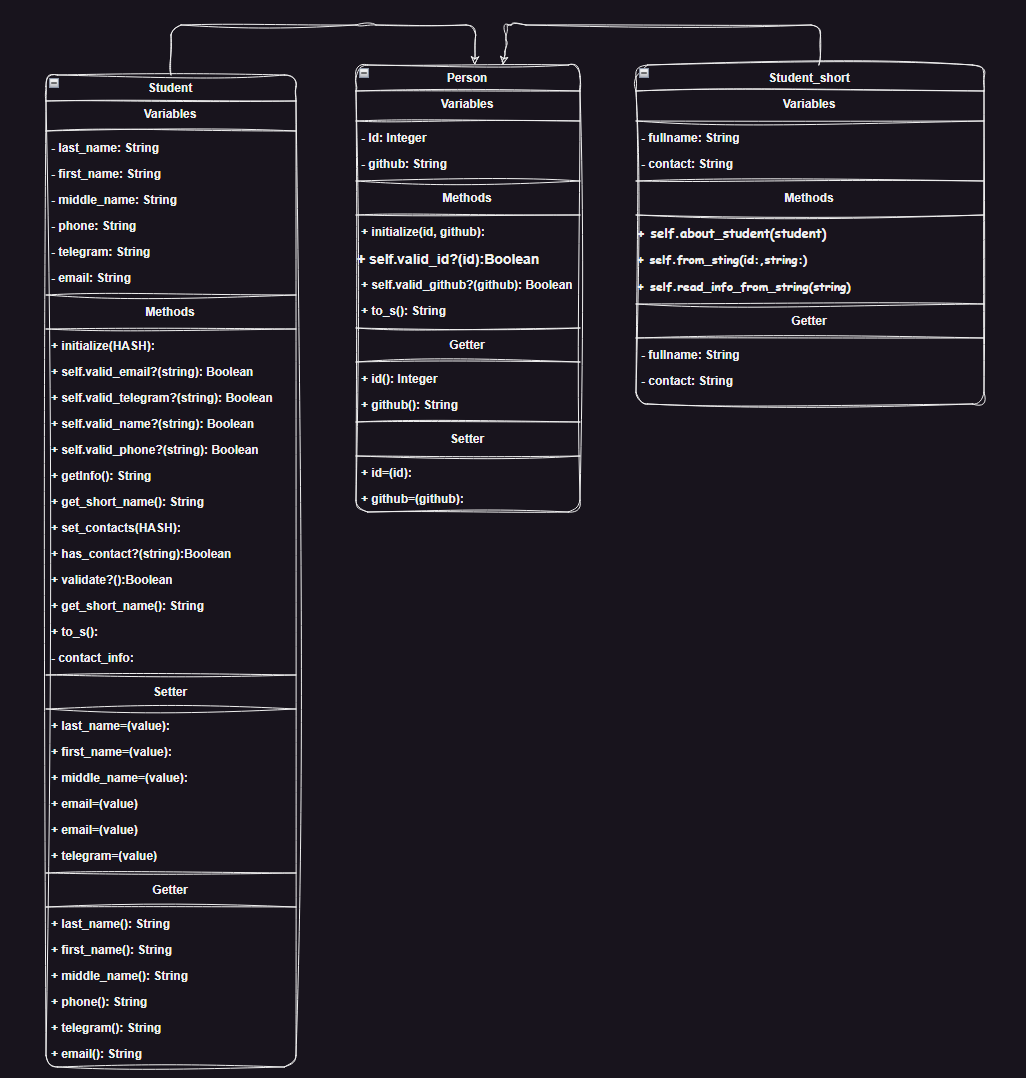 Student
Variables
- last_name: String
- first_name: String
- middle_name: String
- phone: String
- telegram: String
- email: String
Methods
+ initialize(HASH):
+ self.valid_email?(string): Boolean
+ self.valid_telegram?(string): Boolean
+ self.valid_name?(string): Boolean
+ self.valid_phone?(string): Boolean
+ getInfo(): String
+ get_short_name(): String
+ set_contacts(HASH):
+ has_contact?(string):Boolean
+ validate?():Boolean
+ get_short_name(): String
+ to_s():
- contact_info:
Setter
+ last_name=(value):
+ first_name=(value):
+ middle_name=(value):
+ email=(value)
+ email=(value)
+ telegram=(value)
Getter
+ last_name(): String
+ first_name(): String
+ middle_name(): String
+ phone(): String
+ telegram(): String
+ email(): String
Person
Variables
- Id: Integer
- github: String
Methods
+ initialize(id, github):
+ self.valid_id?(id):Boolean
+ self.valid_github?(github): Boolean
+ to_s(): String
Getter
+ id(): Integer
+ github(): String
Setter
+ id=(id):
+ github=(github):
Student_short
Variables
- fullname: String
- contact: String
Methods
+ self.about_student(student)
+ self.from_sting(id:,string:)
+ self.read_info_from_string(string)
Getter
- fullname: String
- contact: String